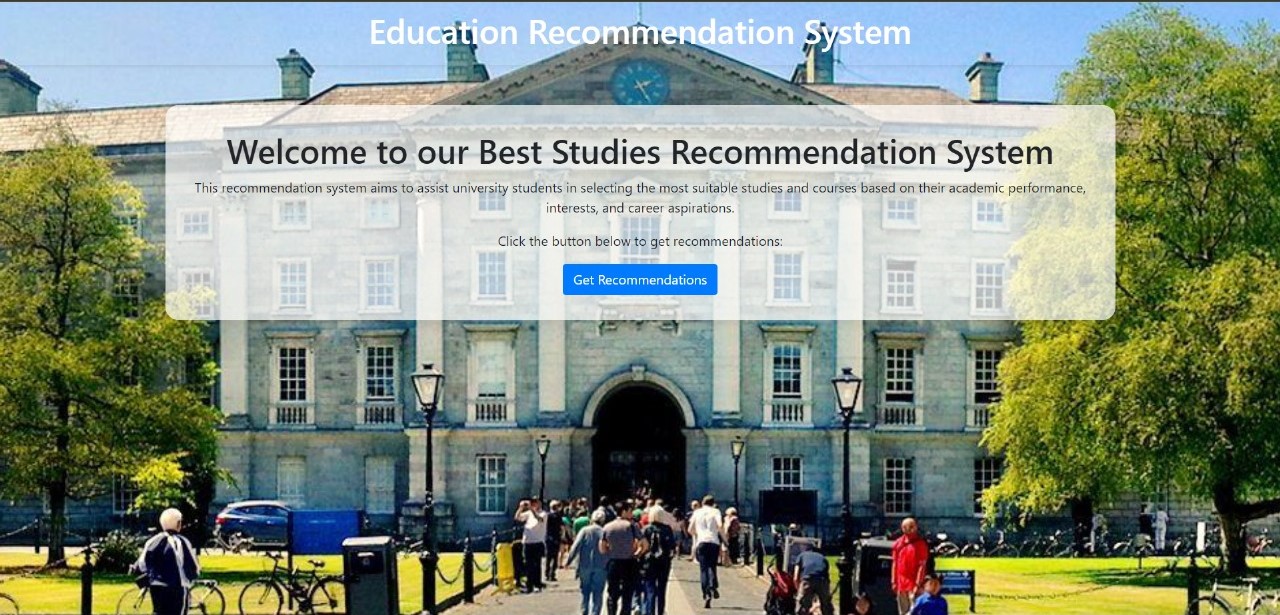 Education Recommendation System
Welcome to our Best Studies Recommendation System
This recommendation system aims to assist university students in selecting the most suitable studies and courses based on their academic performance,
interests, and career aspirations.
Click the button below to get recommendations:
Get Recommendations